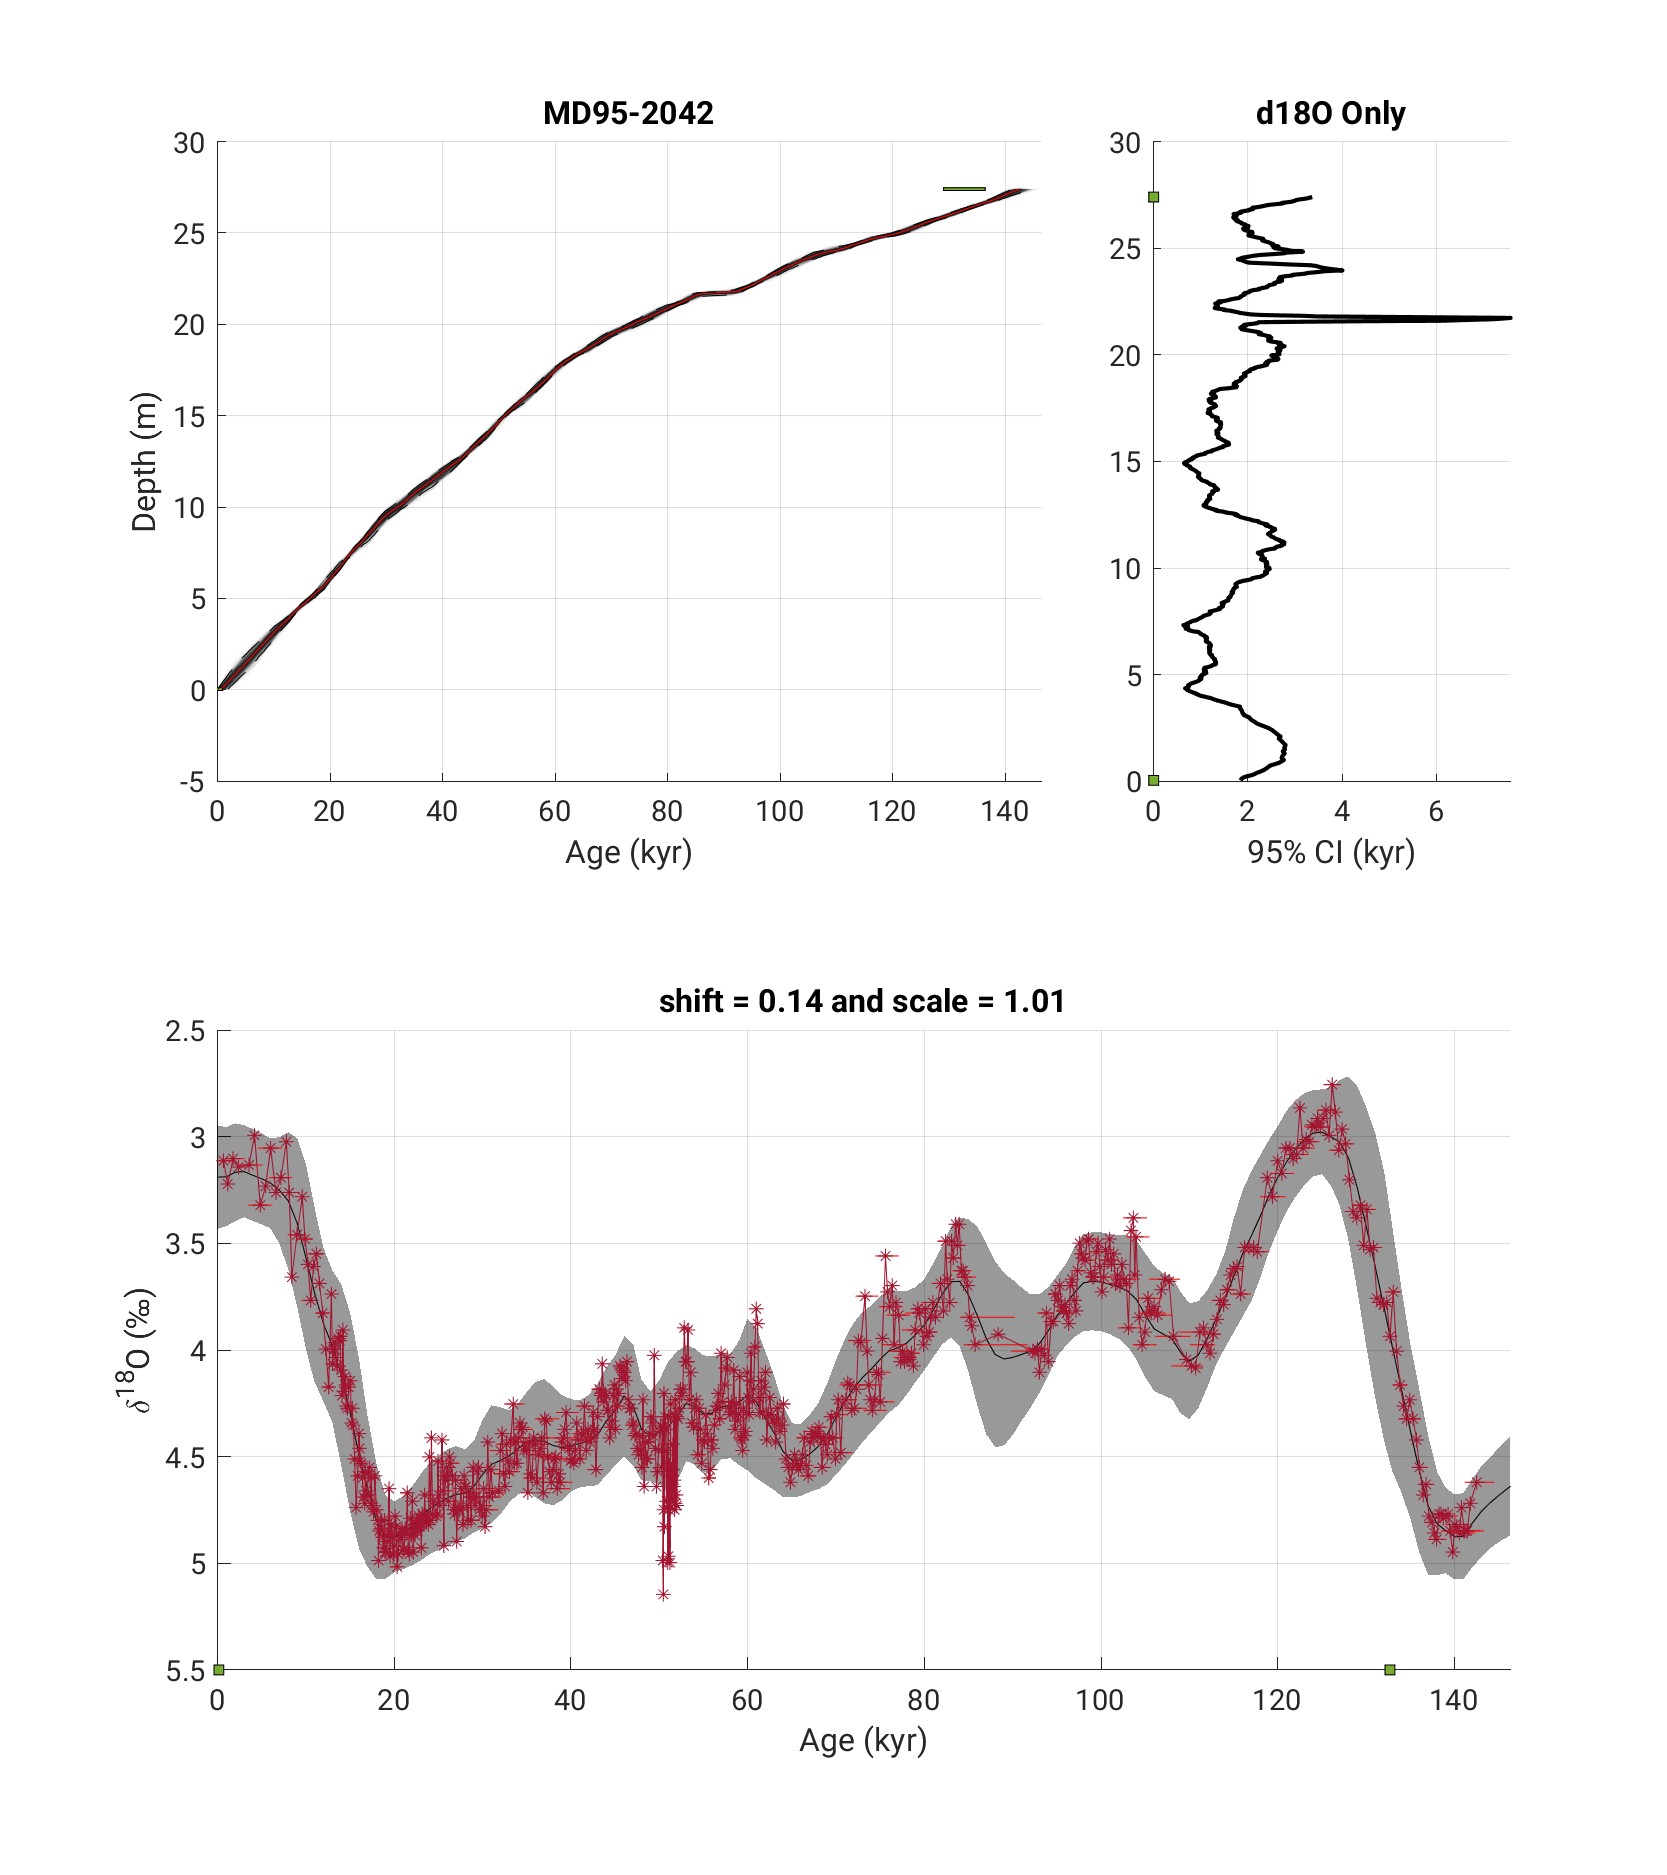 MD95-2042
30
25
20
15
10
5
0
-5
Depth (m)
0 20 40 60 80 100 120 140
Age (kyr)
d18O Only
30
25
20
15
10
5
0
0 2 4 6
95% CI (kyr)
shift = 0.14 and scale = 1.01
2.5
3
3.5
4
4.5
5
5.5
δ¹⁸O (‰)
0 20 40 60 80 100 120 140
Age (kyr)